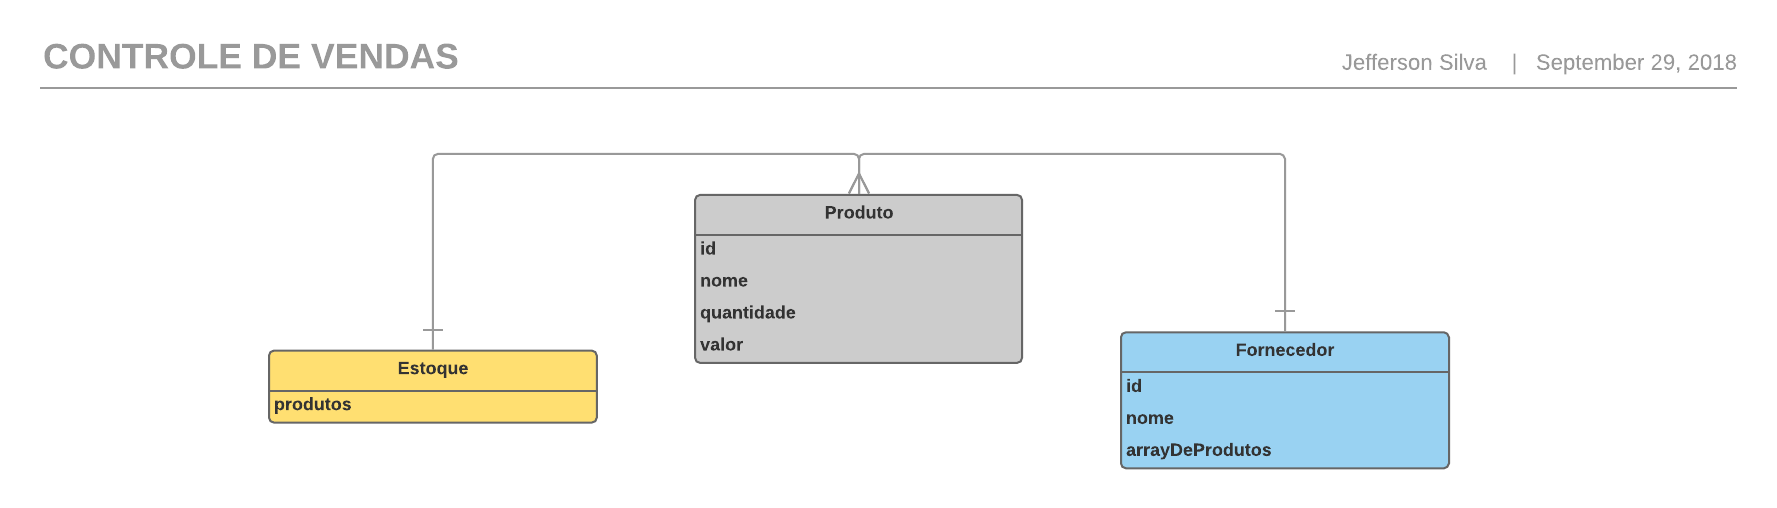 CONTROLE DE VENDAS
Jefferson Silva | September 29, 2018
Produto
id
nome
quantidade
valor
Estoque
produtos
Fornecedor
id
nome
arrayDeProdutos